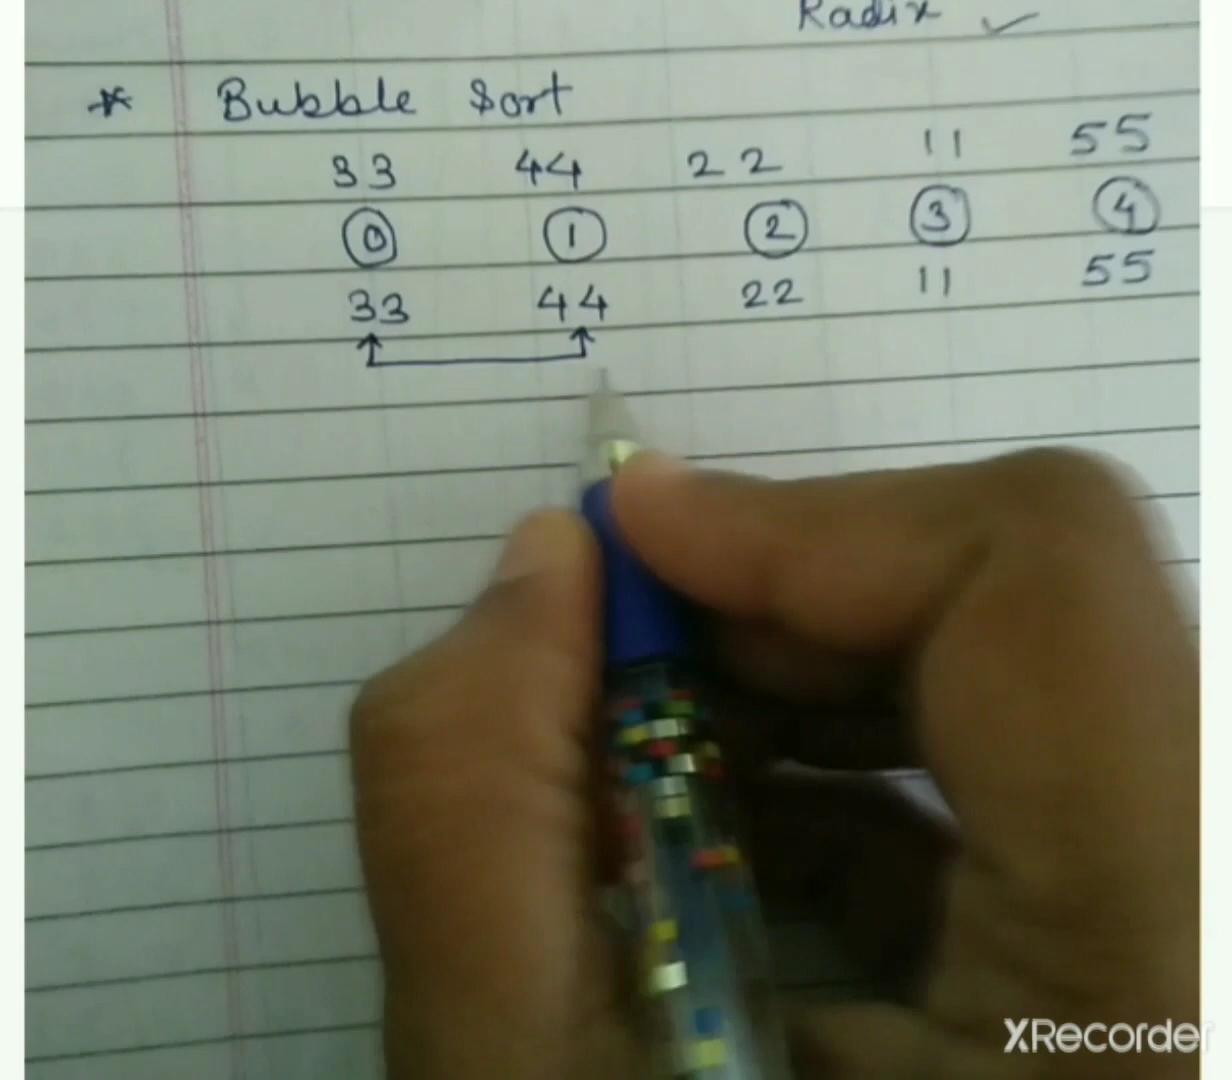 Radix ✓
* Bubble Sort
33 44 22 11 55
0 1 2 3 4
33 44 22 11 55
XRecorder